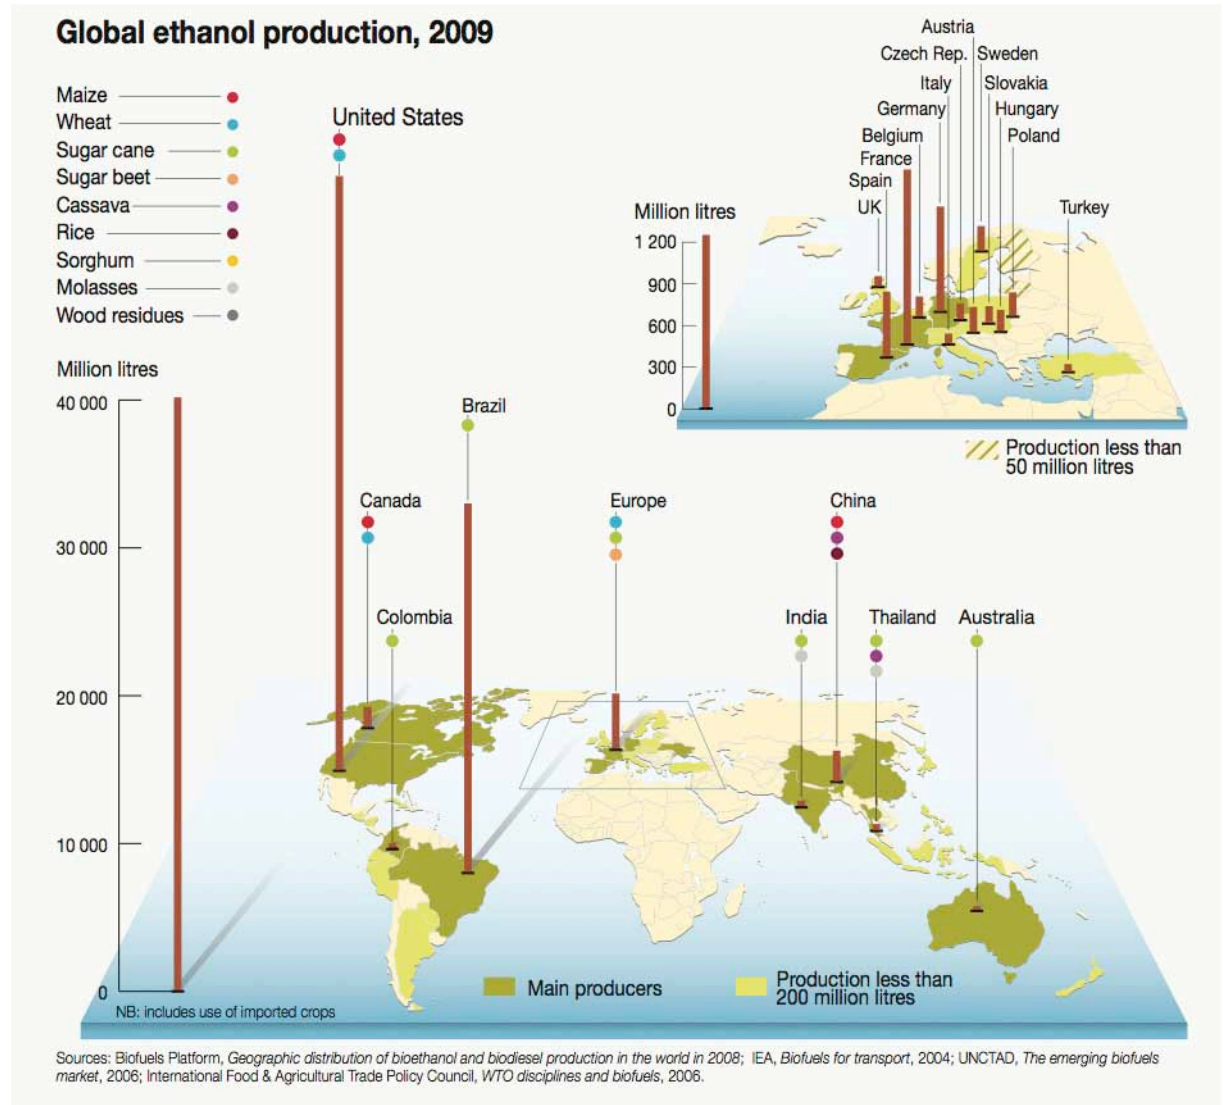 Global ethanol production, 2009
Maize
Wheat
Sugar cane
Sugar beet
Cassava
Rice
Sorghum
Molasses
Wood residues
Million litres
40 000
30 000
20 000
10 000
0
NB: includes use of imported crops
United States
Canada
Colombia
Brazil
Europe
China
India
Thailand
Australia
Million litres
1 200
900
600
300
0
Austria
Czech Rep.
Sweden
Italy
Slovakia
Germany
Hungary
Belgium
Poland
France
Spain
UK
Turkey
Production less than
50 million litres
Main producers
Production less than
200 million litres
Sources: Biofuels Platform, Geographic distribution of bioethanol and biodiesel production in the world in 2008; IEA, Biofuels for transport, 2004; UNCTAD, The emerging biofuels
market, 2006; International Food & Agricultural Trade Policy Council, WTO disciplines and biofuels, 2006.